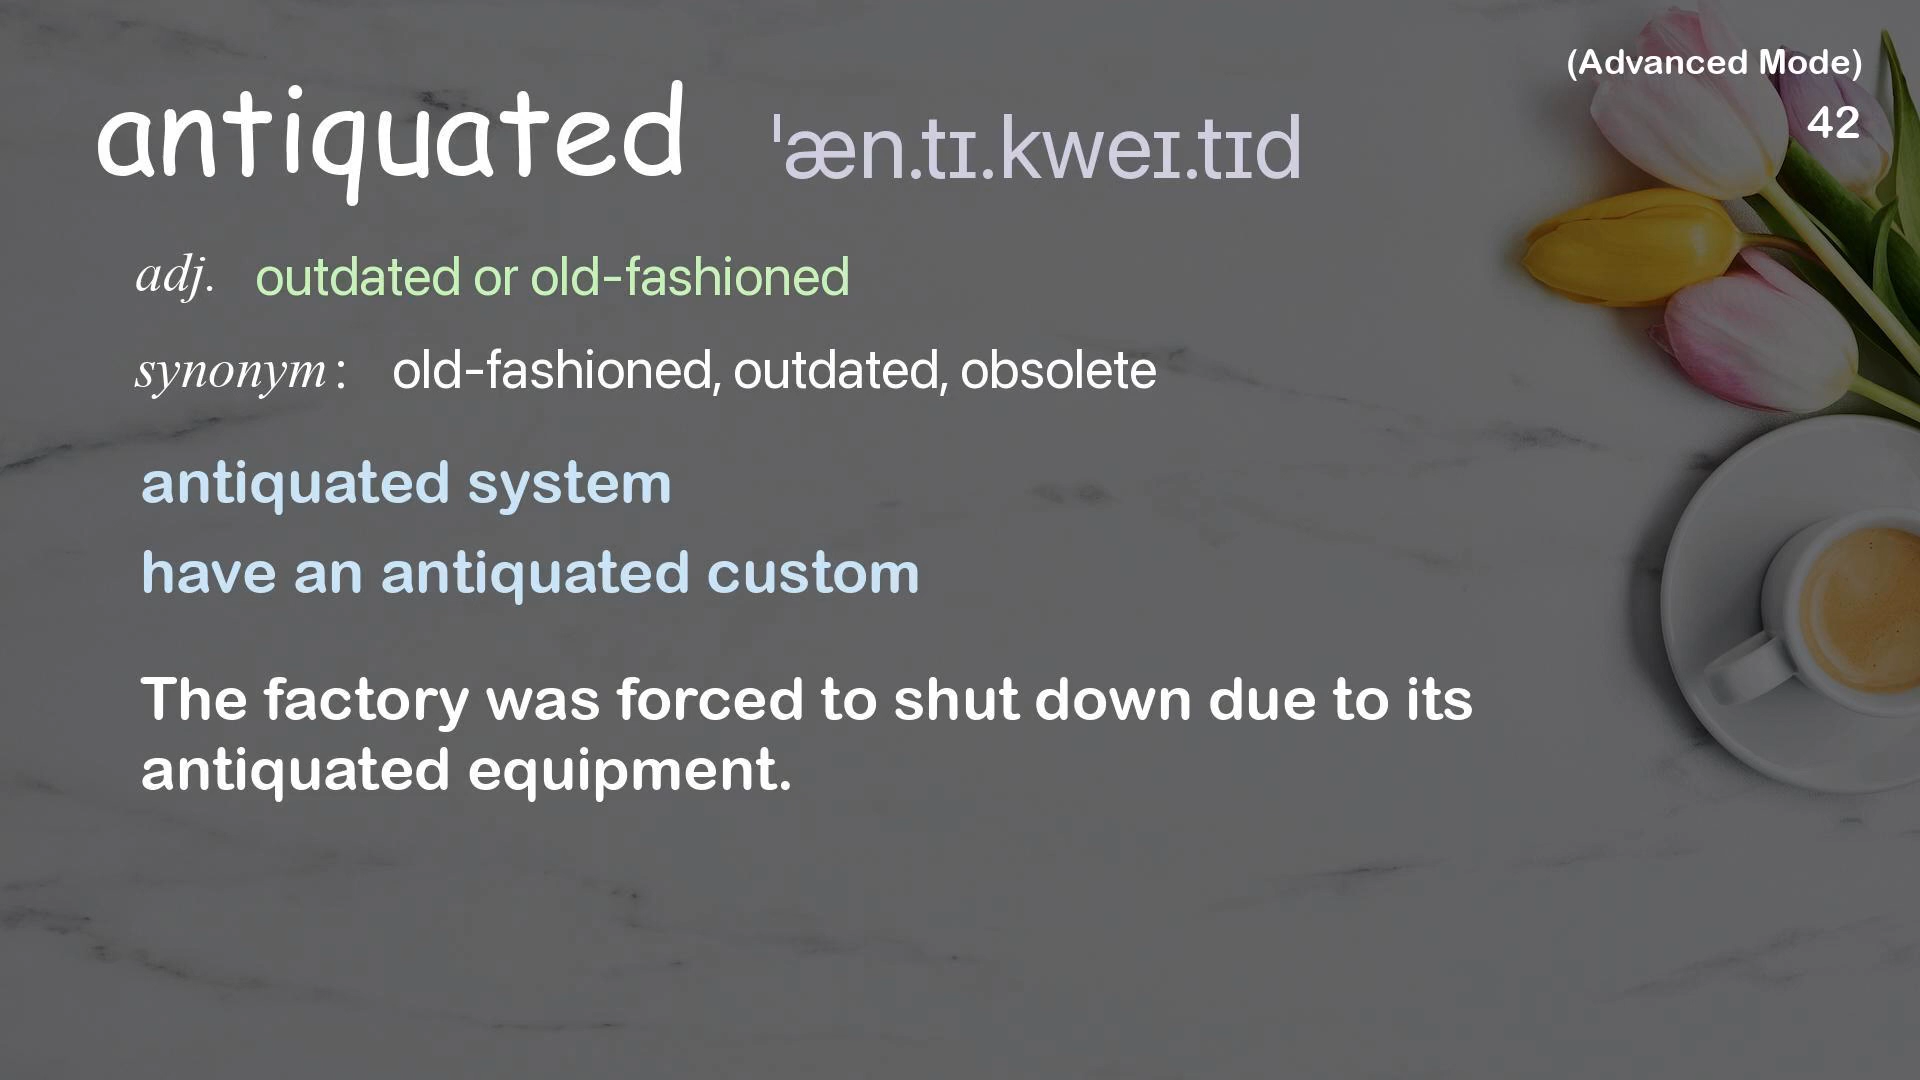 (Advanced Mode)
42
antiquated ˈæn.tɪ.kweɪ.tɪd
adj. outdated or old-fashioned
synonym: old-fashioned, outdated, obsolete
antiquated system
have an antiquated custom
The factory was forced to shut down due to its
antiquated equipment.